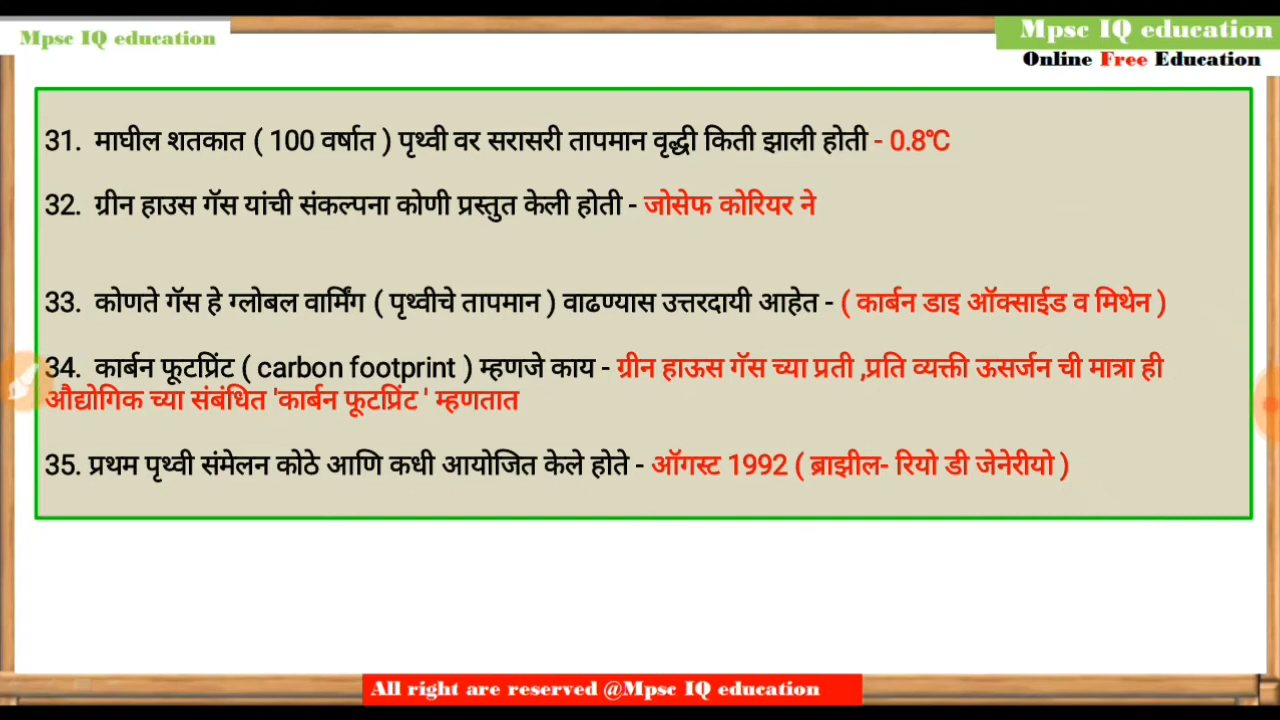 Mpsc IQ education
Mpsc IQ education
Online Free Education
31. माघील शतकात ( 100 वर्षात ) पृथ्वी वर सरासरी तापमान वृद्धी किती झाली होती - 0.8℃
32. ग्रीन हाउस गॅस यांची संकल्पना कोणी प्रस्तुत केली होती - जोसेफ कोरियर ने
33. कोणते गॅस हे ग्लोबल वार्मिंग ( पृथ्वीचे तापमान ) वाढण्यास उत्तरदायी आहेत - ( कार्बन डाइ ऑक्साईड व मिथेन )
34. कार्बन फूटप्रिंट ( carbon footprint ) म्हणजे काय - ग्रीन हाऊस गॅस च्या प्रती ,प्रति व्यक्ती ऊसर्जन ची मात्रा ही
औद्योगिक च्या संबंधित 'कार्बन फूटप्रिंट ' म्हणतात
35. प्रथम पृथ्वी संमेलन कोठे आणि कधी आयोजित केले होते - ऑगस्ट 1992 ( ब्राझील- रियो डी जेनेरीयो )
All right are reserved @Mpsc IQ education